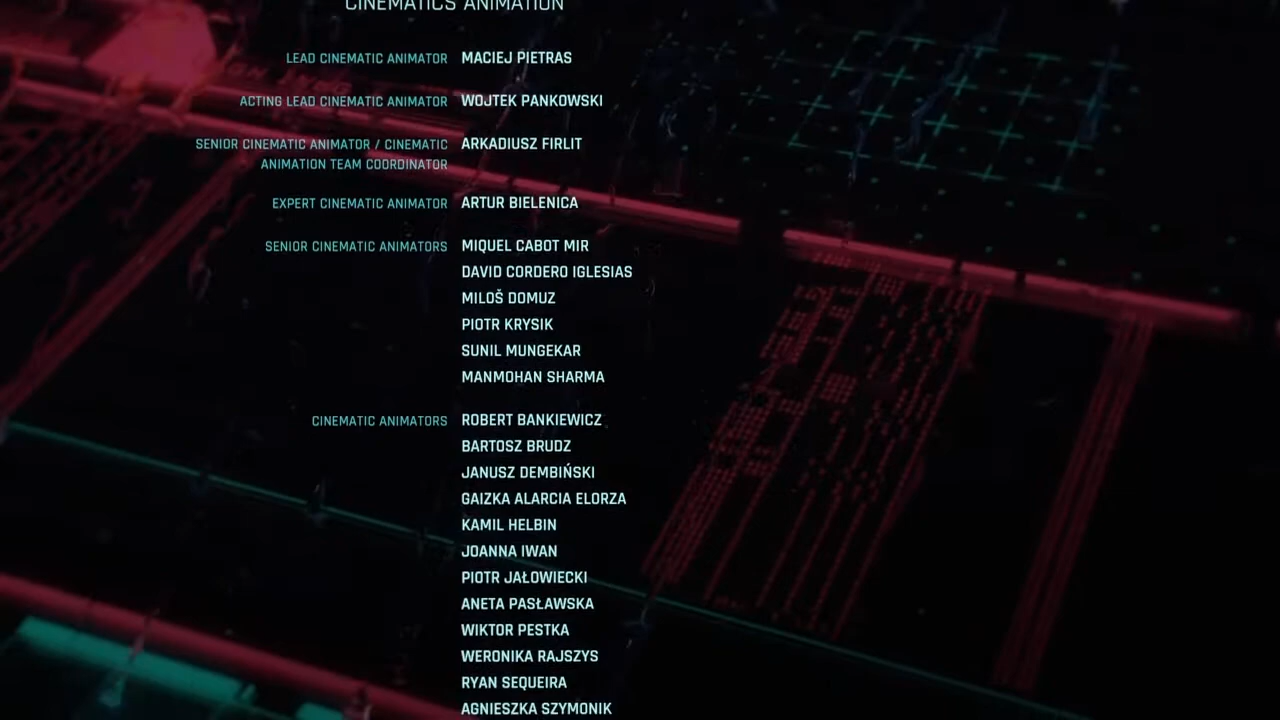 CINEMATICS ANIMATION
LEAD CINEMATIC ANIMATOR MACIEJ PIETRAS
ACTING LEAD CINEMATIC ANIMATOR WOJTEK PANKOWSKI
SENIOR CINEMATIC ANIMATOR / CINEMATIC ARKADIUSZ FIRLIT
ANIMATION TEAM COORDINATOR
EXPERT CINEMATIC ANIMATOR ARTUR BIELENICA
SENIOR CINEMATIC ANIMATORS MIQUEL CABOT MIR
DAVID CORDERO IGLESIAS
MILOŠ DOMUZ
PIOTR KRYSIK
SUNIL MUNGEKAR
MANMOHAN SHARMA
CINEMATIC ANIMATORS ROBERT BANKIEWICZ
BARTOSZ BRUDZ
JANUSZ DEMBIŃSKI
GAIZKA ALARCIA ELORZA
KAMIL HELBIN
JOANNA IWAN
PIOTR JAŁOWIECKI
ANETA PASŁAWSKA
WIKTOR PESTKA
WERONIKA RAJSZYS
RYAN SEQUEIRA
AGNIESZKA SZYMONIK